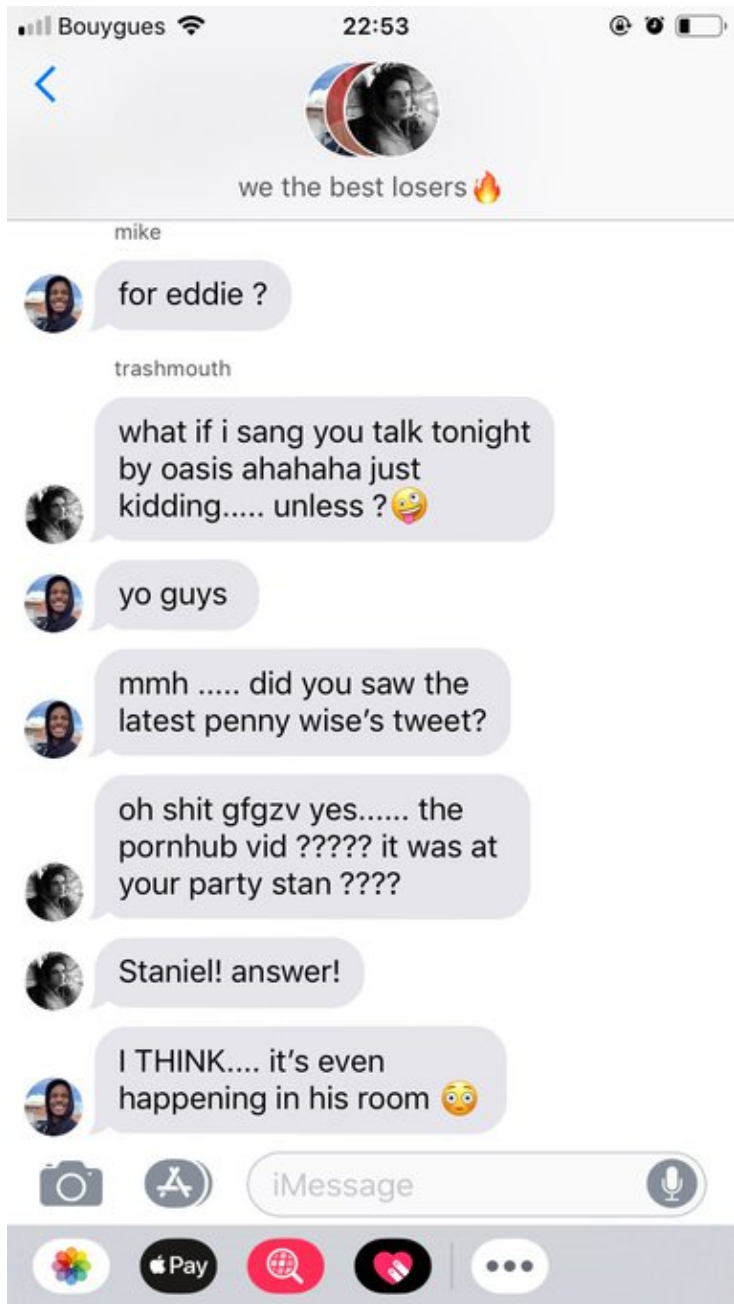 Bouygues 22:53
we the best losers🔥
mike
for eddie ?
trashmouth
what if i sang you talk tonight
by oasis ahahaha just
kidding..... unless ?🤪
yo guys
mmh ..... did you saw the
latest penny wise’s tweet?
oh shit gfgzv yes...... the
pornhub vid ????? it was at
your party stan ????
Staniel! answer!
I THINK.... it’s even
happening in his room 😳
iMessage
Pay